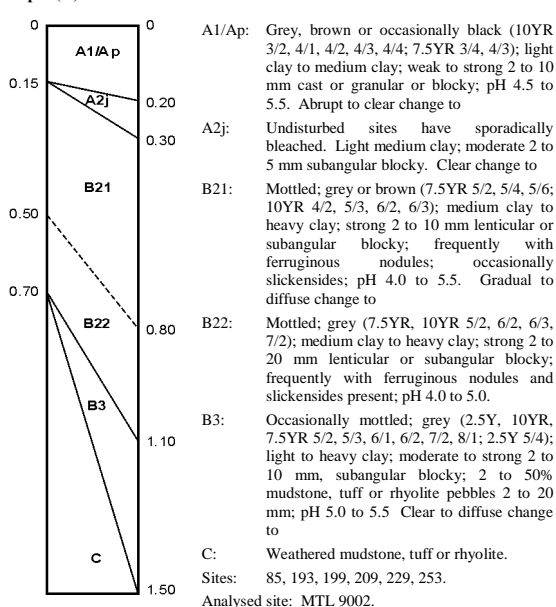 0
0
A1/Ap
0.15
A2j
0.20
0.30
B21
0.50
0.70
B22
0.80
B3
1.10
C
1.50
A1/Ap: Grey, brown or occasionally black (10YR
3/2, 4/1, 4/2, 4/3, 4/4; 7.5YR 3/4, 4/3); light
clay to medium clay; weak to strong 2 to 10
mm cast or granular or blocky; pH 4.5 to
5.5. Abrupt to clear change to
A2j: Undisturbed sites have sporadically
bleached. Light medium clay; moderate 2 to
5 mm subangular blocky. Clear change to
B21: Mottled; grey or brown (7.5YR 5/2, 5/4, 5/6;
10YR 4/2, 5/3, 6/2, 6/3); medium clay to
heavy clay; strong 2 to 10 mm lenticular or
subangular blocky; frequently with
ferruginous nodules; occasionally
slickensides; pH 4.0 to 5.5. Gradual to
diffuse change to
B22: Mottled; grey (7.5YR, 10YR 5/2, 6/2, 6/3,
7/2); medium clay to heavy clay; strong 2 to
20 mm lenticular or subangular blocky;
frequently with ferruginous nodules and
slickensides present; pH 4.0 to 5.0.
B3: Occasionally mottled; grey (2.5Y, 10YR,
7.5YR 5/2, 5/3, 6/1, 6/2, 7/2, 8/1; 2.5Y 5/4);
light to heavy clay; moderate to strong 2 to
10 mm, subangular blocky; 2 to 50%
mudstone, tuff or rhyolite pebbles 2 to 20
mm; pH 5.0 to 5.5 Clear to diffuse change
to
C: Weathered mudstone, tuff or rhyolite.
Sites: 85, 193, 199, 209, 229, 253.
Analysed site: MTL 9002.